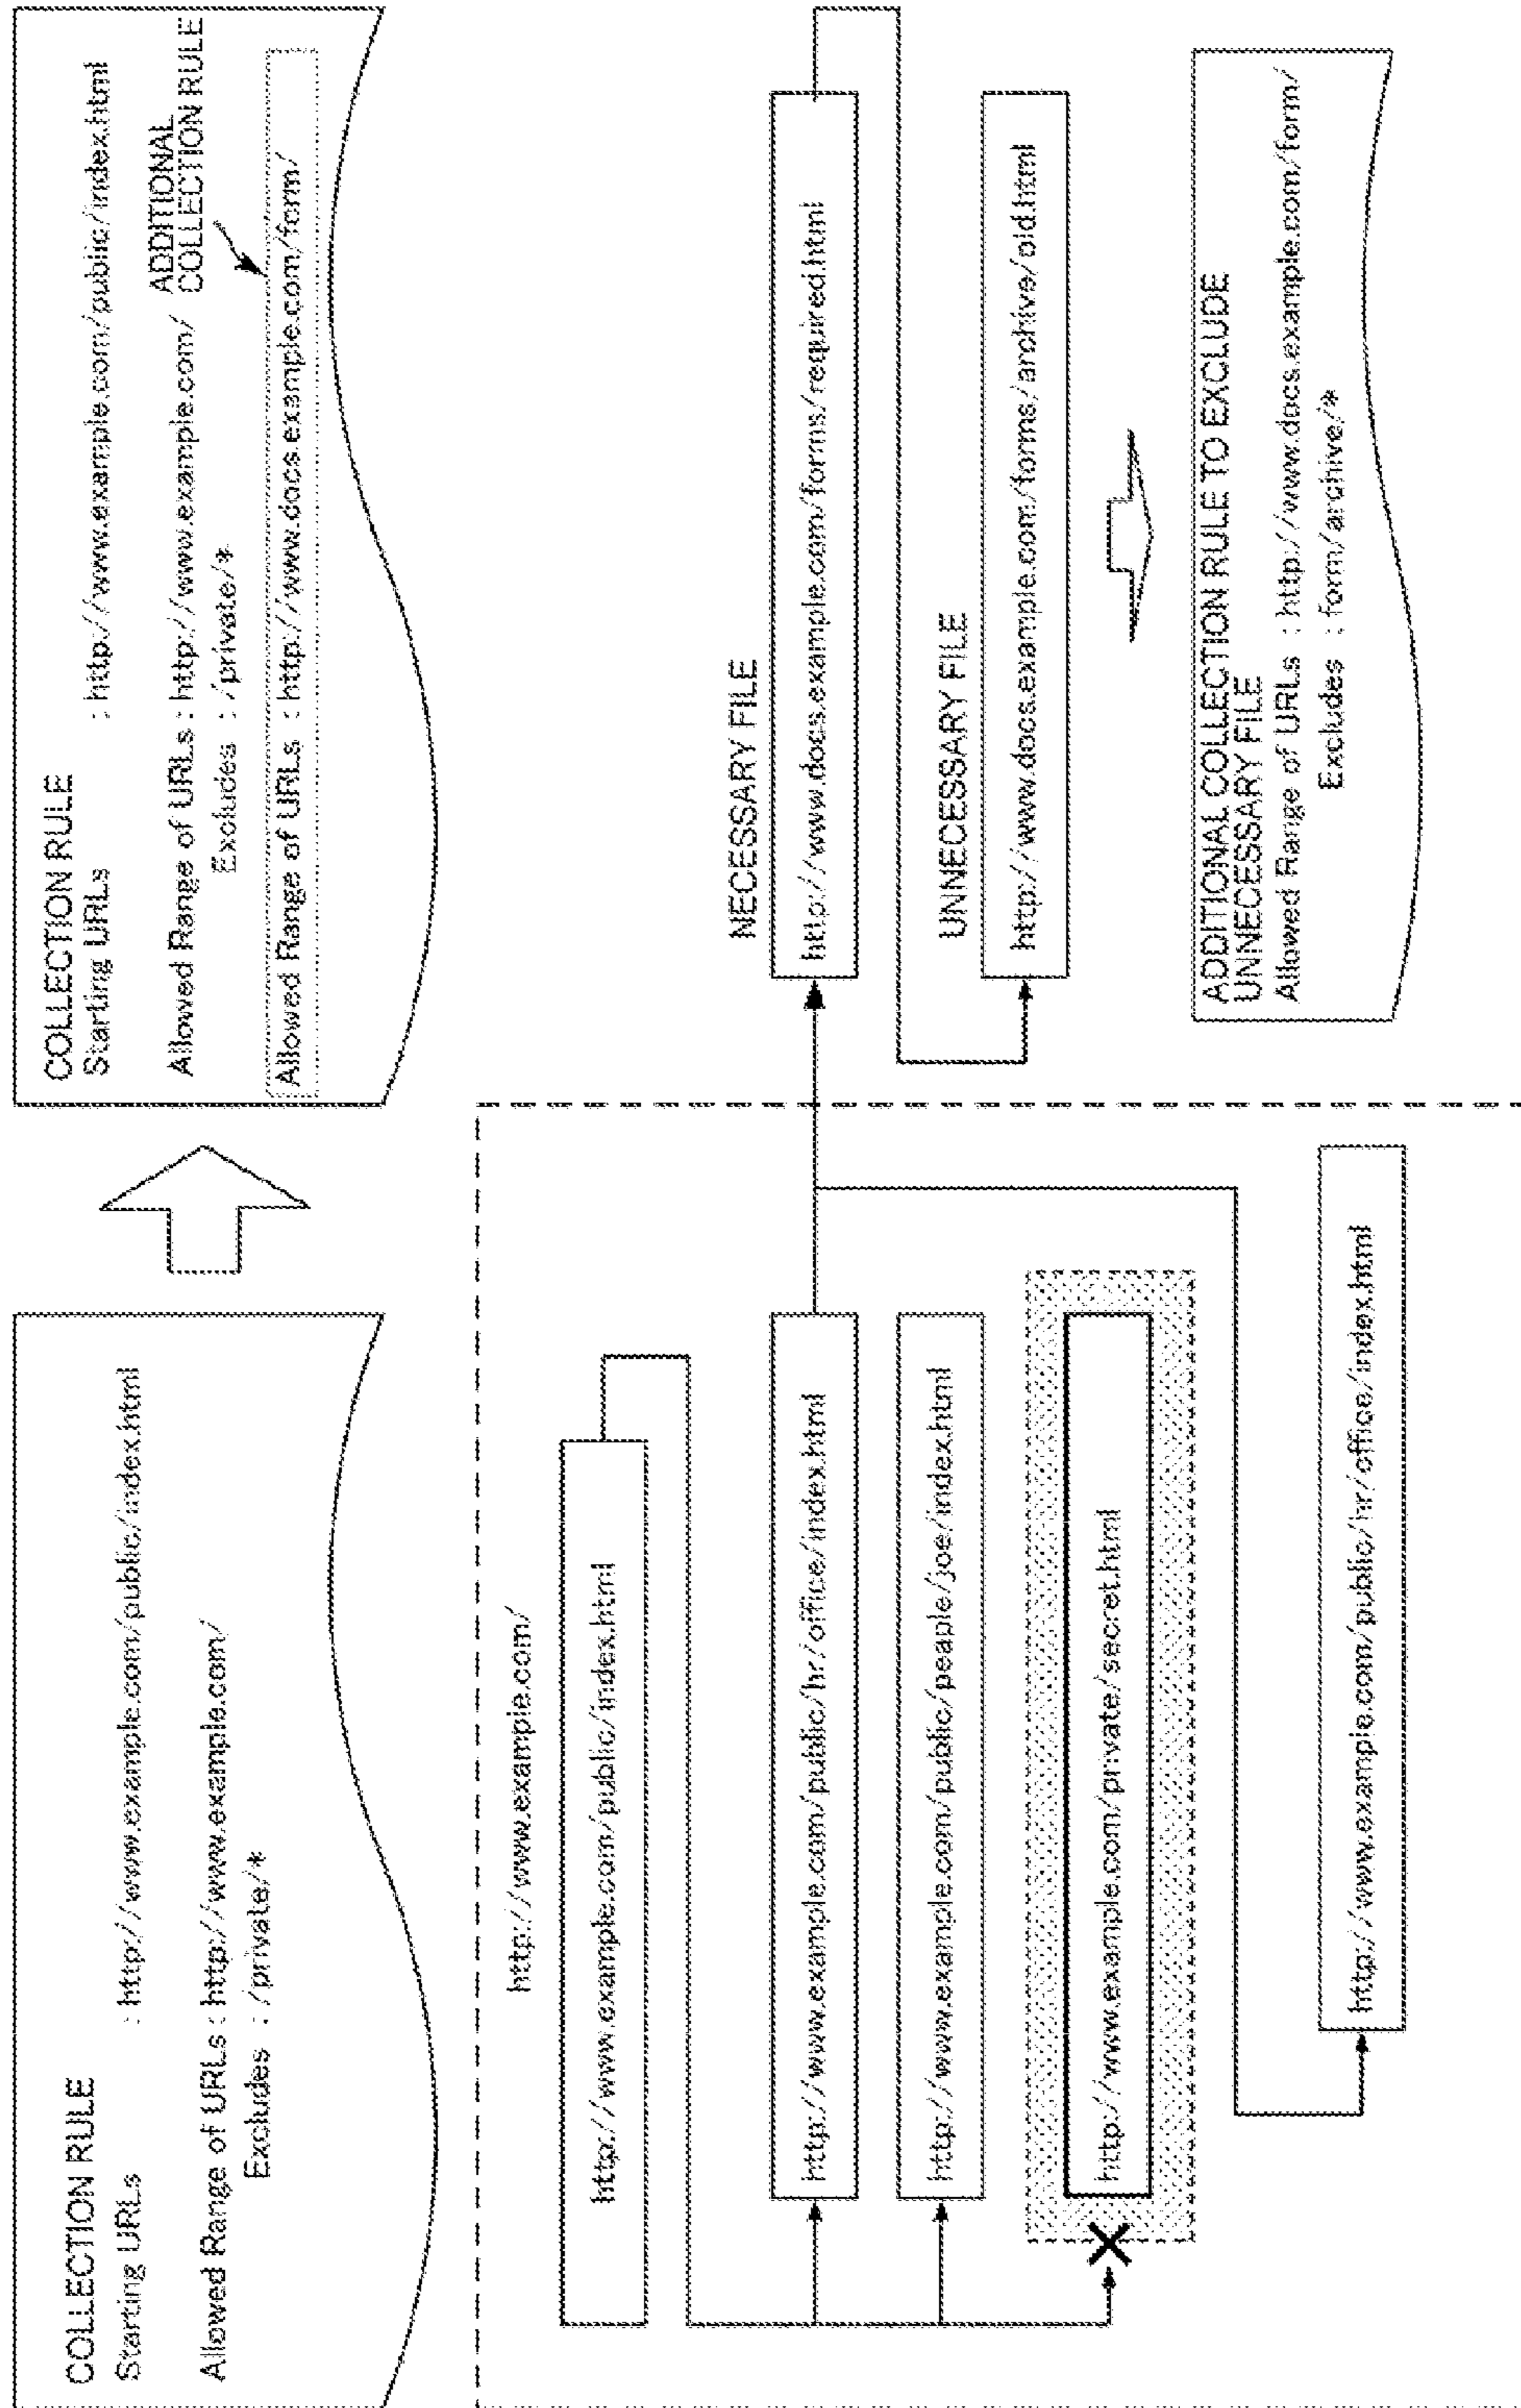 COLLECTION RULE
Starting URLs : http://www.example.com/public/index.html
Allowed Range of URLs : http://www.example.com/
Excludes : /private/*
COLLECTION RULE
Starting URLs : http://www.example.com/public/index.html
Allowed Range of URLs : http://www.example.com/
ADDITIONAL
COLLECTION RULE
Excludes : /private/*
Allowed Range of URLs : http://www.docs.example.com/form/
http://www.example.com/
http://www.example.com/public/index.html
http://www.example.com/public/hr/office/index.html
http://www.example.com/public/peaple/joe/index.html
http://www.example.com/private/secret.html
http://www.example.com/public/hr/office/index.html
NECESSARY FILE
http://www.docs.example.com/forms/required.html
UNNECESSARY FILE
http://www.docs.example.com/forms/archive/old.html
ADDITIONAL COLLECTION RULE TO EXCLUDE
UNNECESSARY FILE
Allowed Range of URLs : http://www.docs.example.com/form/
Excludes : form/archive/*